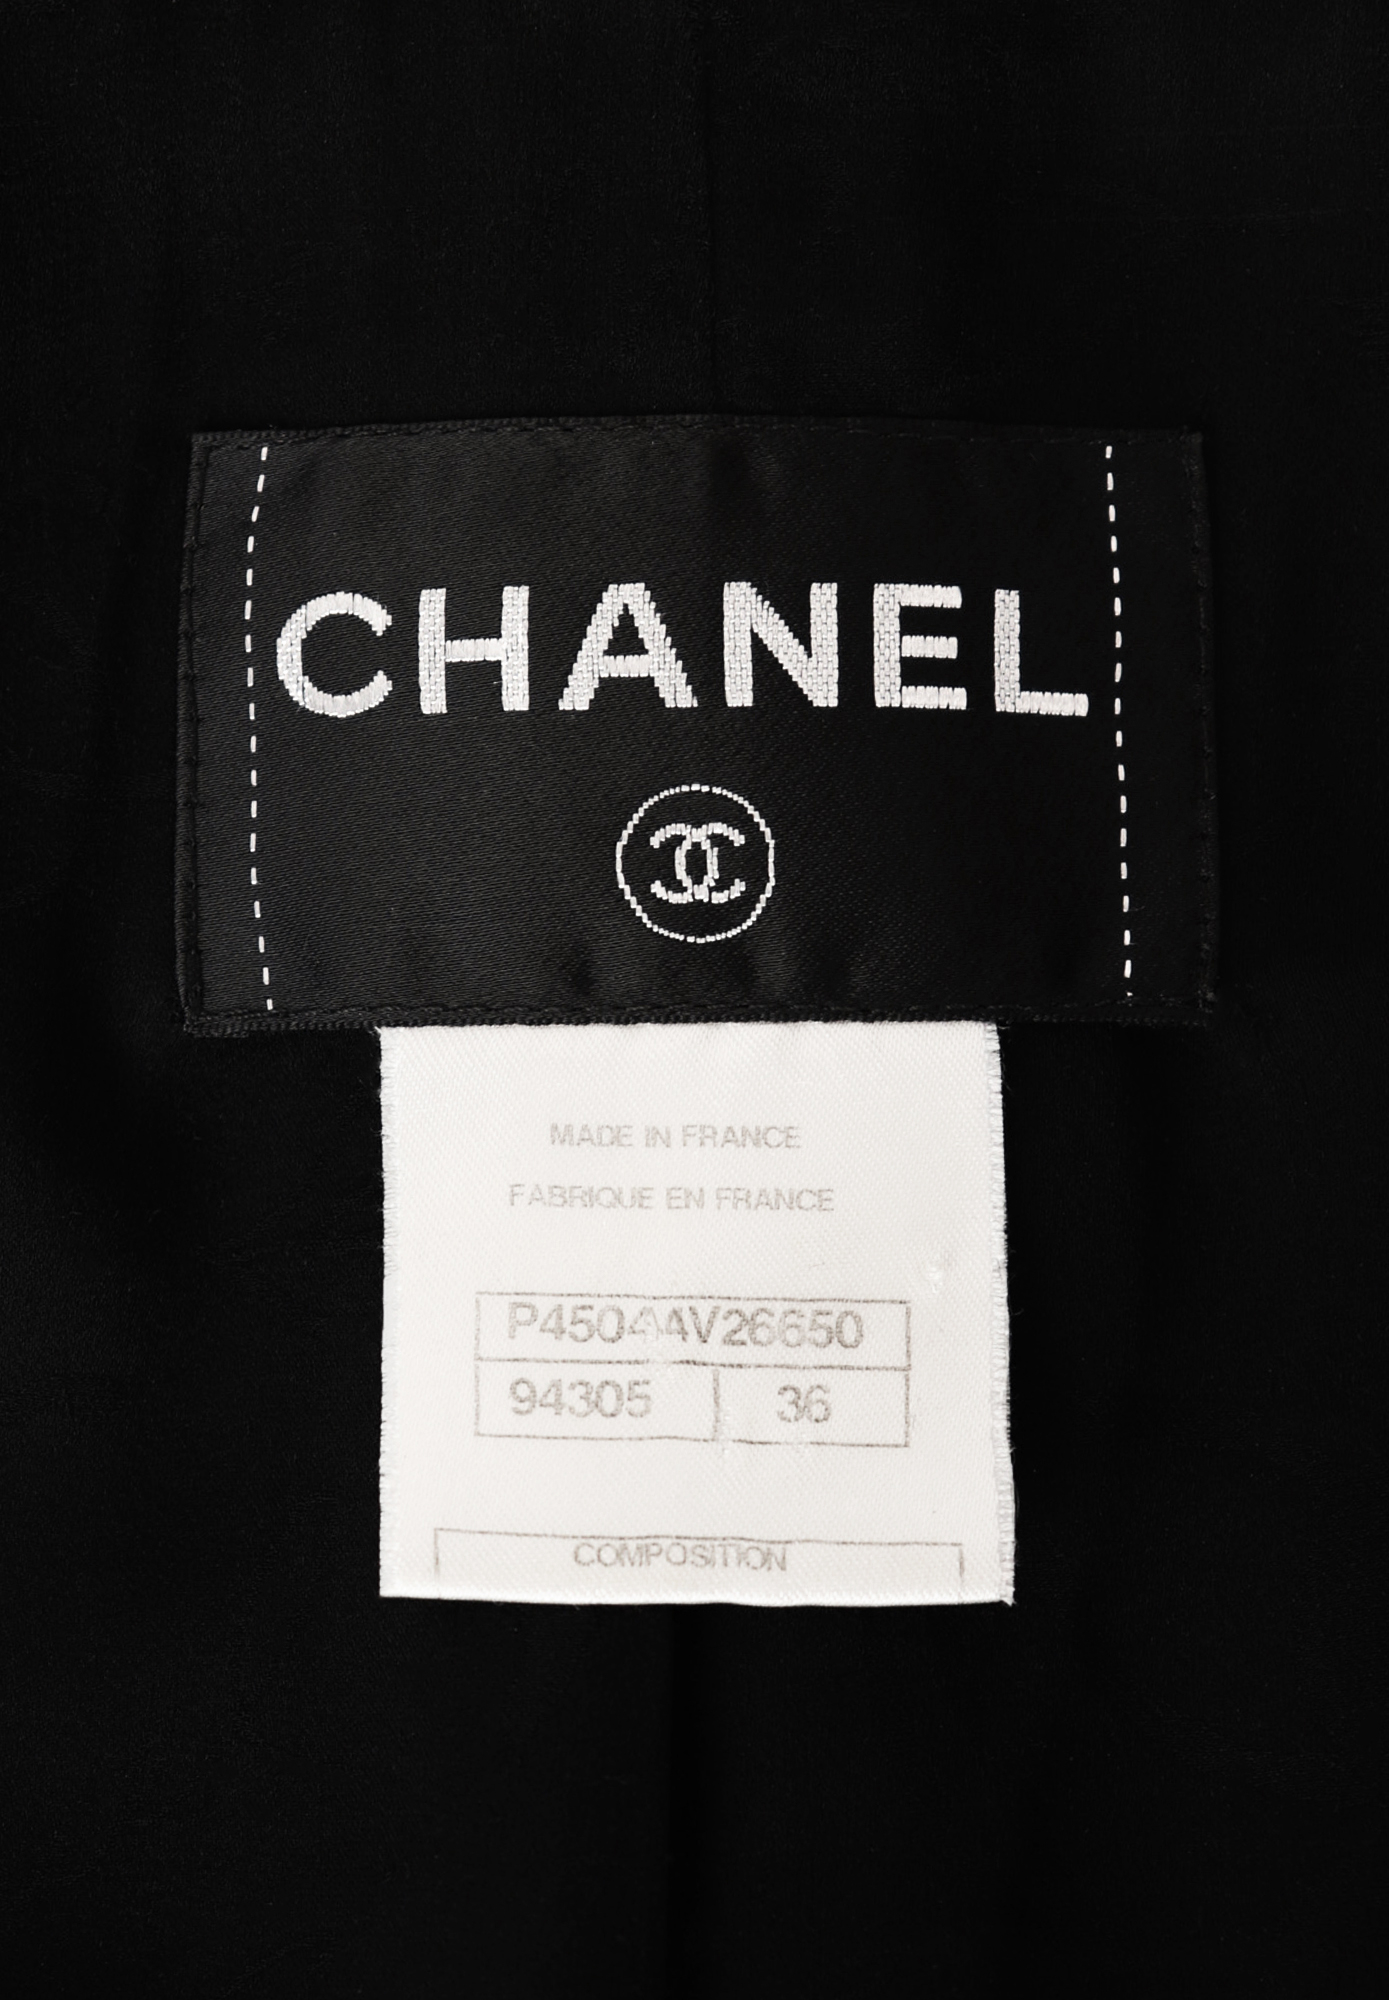 CHANEL
MADE IN FRANCE
FABRIQUE EN FRANCE
P45044V26650
94305 36
COMPOSITION